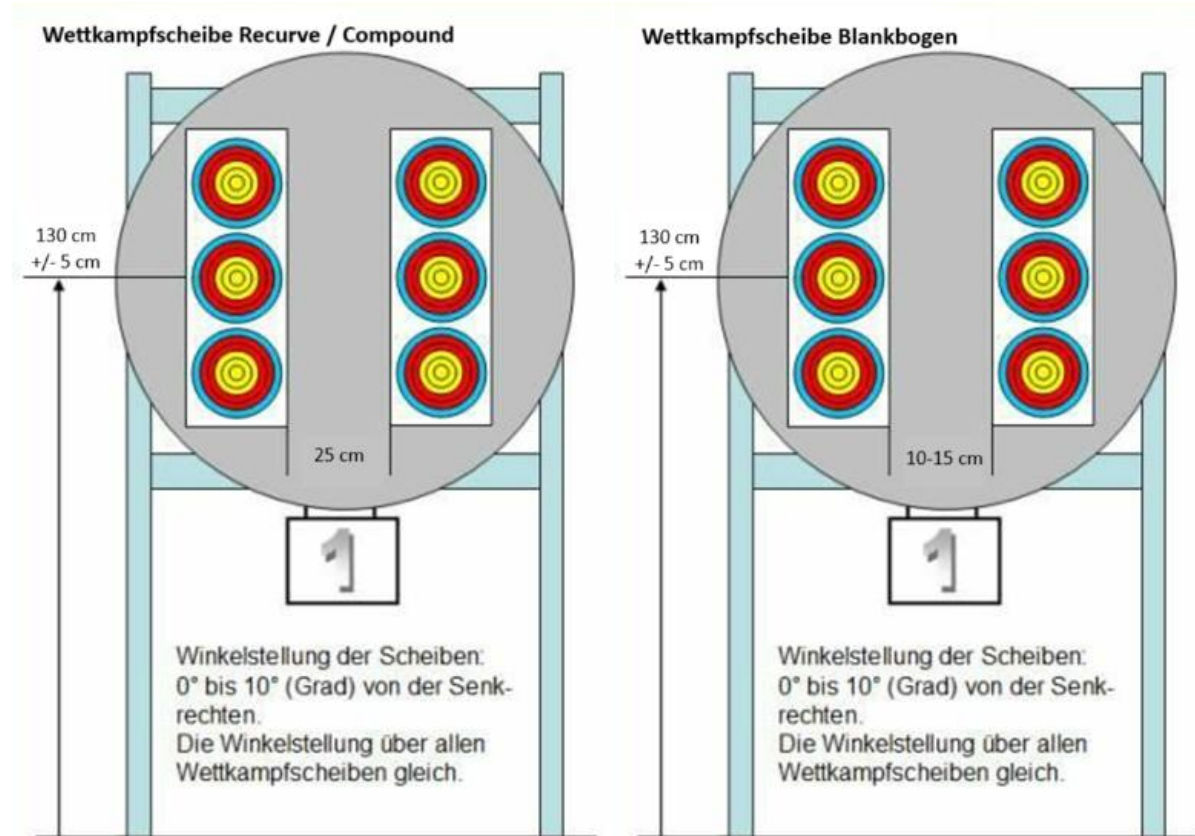 Wettkampfscheibe Recurve / Compound
130 cm
+/- 5 cm
25 cm
1
Winkelstellung der Scheiben:
0° bis 10° (Grad) von der Senk-
rechten.
Die Winkelstellung über allen
Wettkampfscheiben gleich.
Wettkampfscheibe Blankbogen
130 cm
+/- 5 cm
10-15 cm
1
Winkelstellung der Scheiben:
0° bis 10° (Grad) von der Senk-
rechten.
Die Winkelstellung über allen
Wettkampfscheiben gleich.